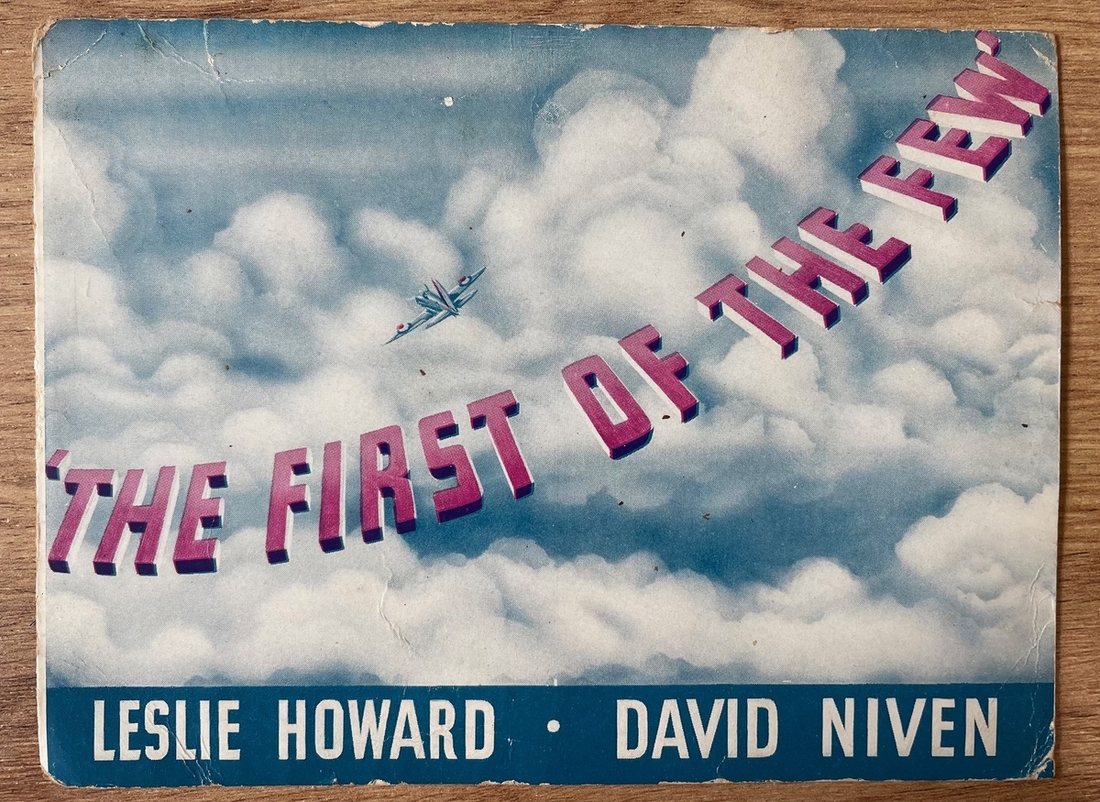 'THE FIRST OF THE FEW'
LESLIE HOWARD • DAVID NIVEN